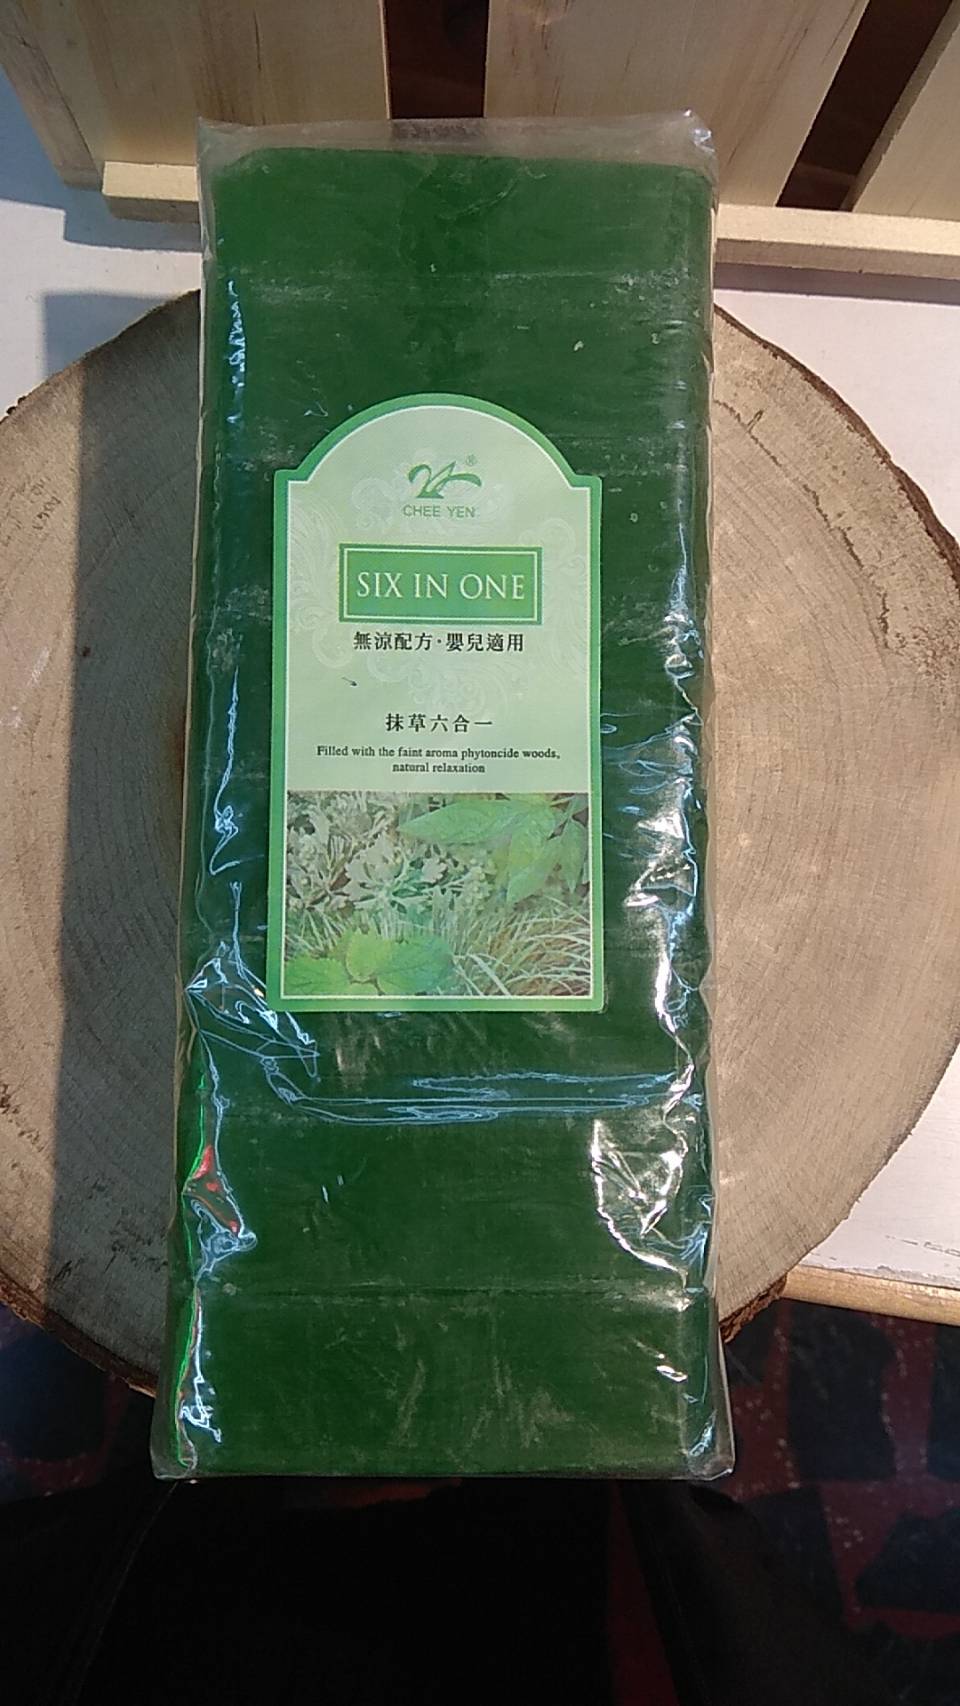 ®
CHEE YEN
SIX IN ONE
無涼配方·嬰兒適用
抹草六合一
Filled with the faint aroma phytoncide woods,
natural relaxation